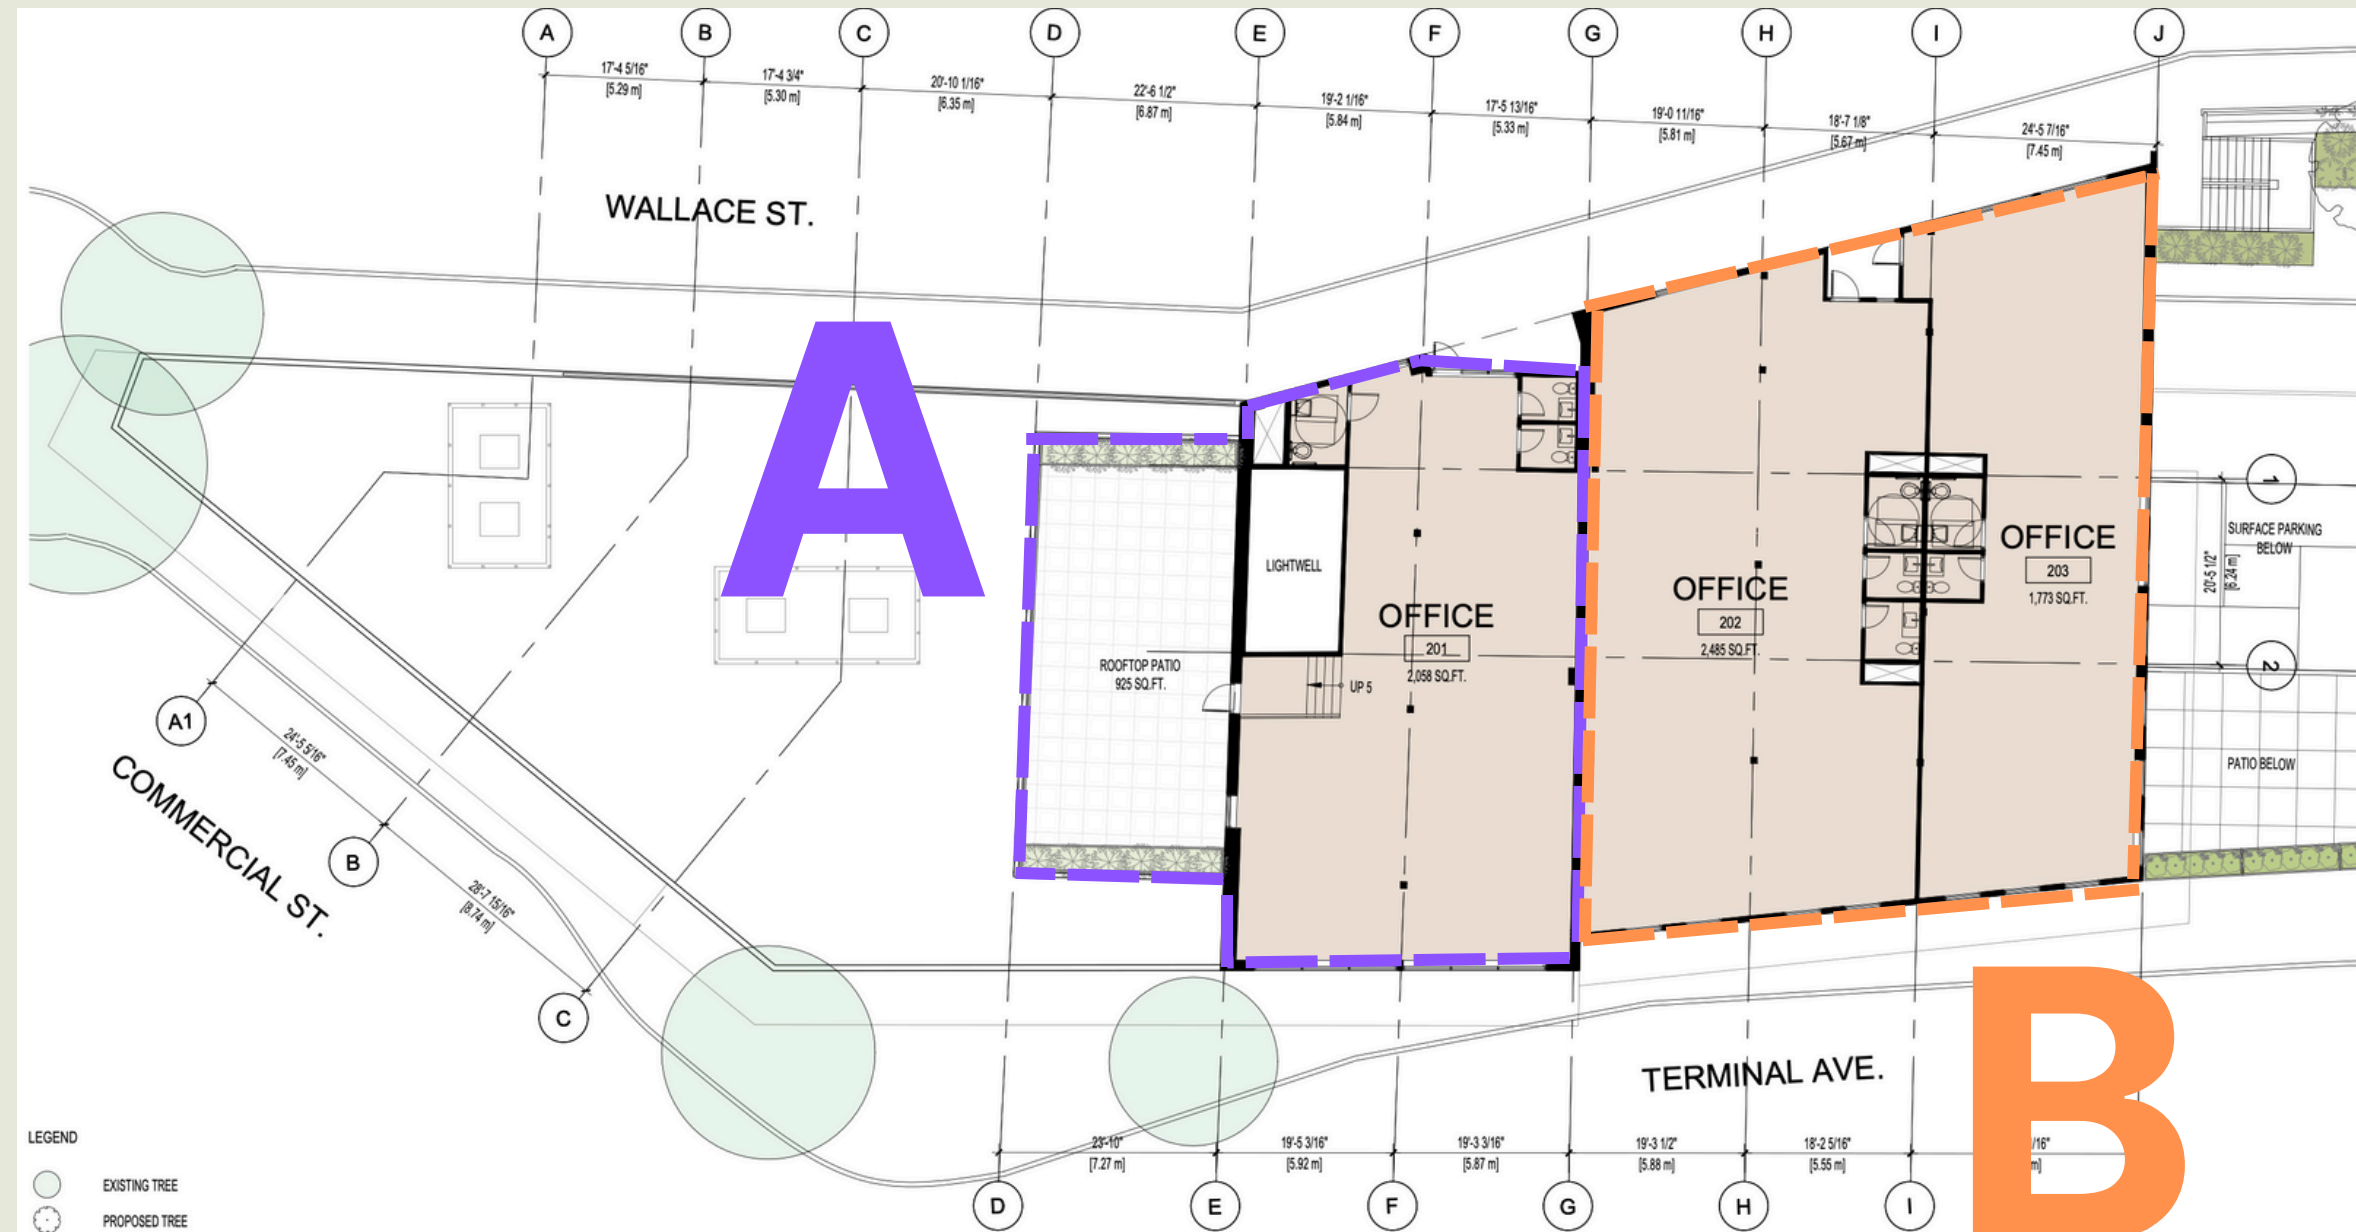 A B C D E F G H I J
17'-4 5/16" 17'-4 3/4" 20'-10 1/16" 22'-6 1/2" 19'-2 1/16" 17'-5 13/16" 19'-0 11/16" 18'-7 1/8" 24'-5 7/16"
[5.29 m] [5.30 m] [6.35 m] [6.87 m] [5.84 m] [5.33 m] [5.81 m] [5.67 m] [7.45 m]
WALLACE ST.
A
1
SURFACE PARKING
BELOW
20'-5 1/2"
[6.24 m]
2
PATIO BELOW
LIGHTWELL
ROOFTOP PATIO
925 SQ.FT.
UP 5
OFFICE
201
2,058 SQ.FT.
OFFICE
202
2,485 SQ.FT.
OFFICE
203
1,773 SQ.FT.
A1
24'-5 5/16"
[7.45 m]
B
28'-7 15/16"
[8.74 m]
C
COMMERCIAL ST.
TERMINAL AVE.
B
23'-10" 19'-5 3/16" 19'-3 3/16" 19'-3 1/2" 18'-2 5/16"
[7.27 m] [5.92 m] [5.87 m] [5.88 m] [5.55 m]
D E F G H I
LEGEND
EXISTING TREE
PROPOSED TREE